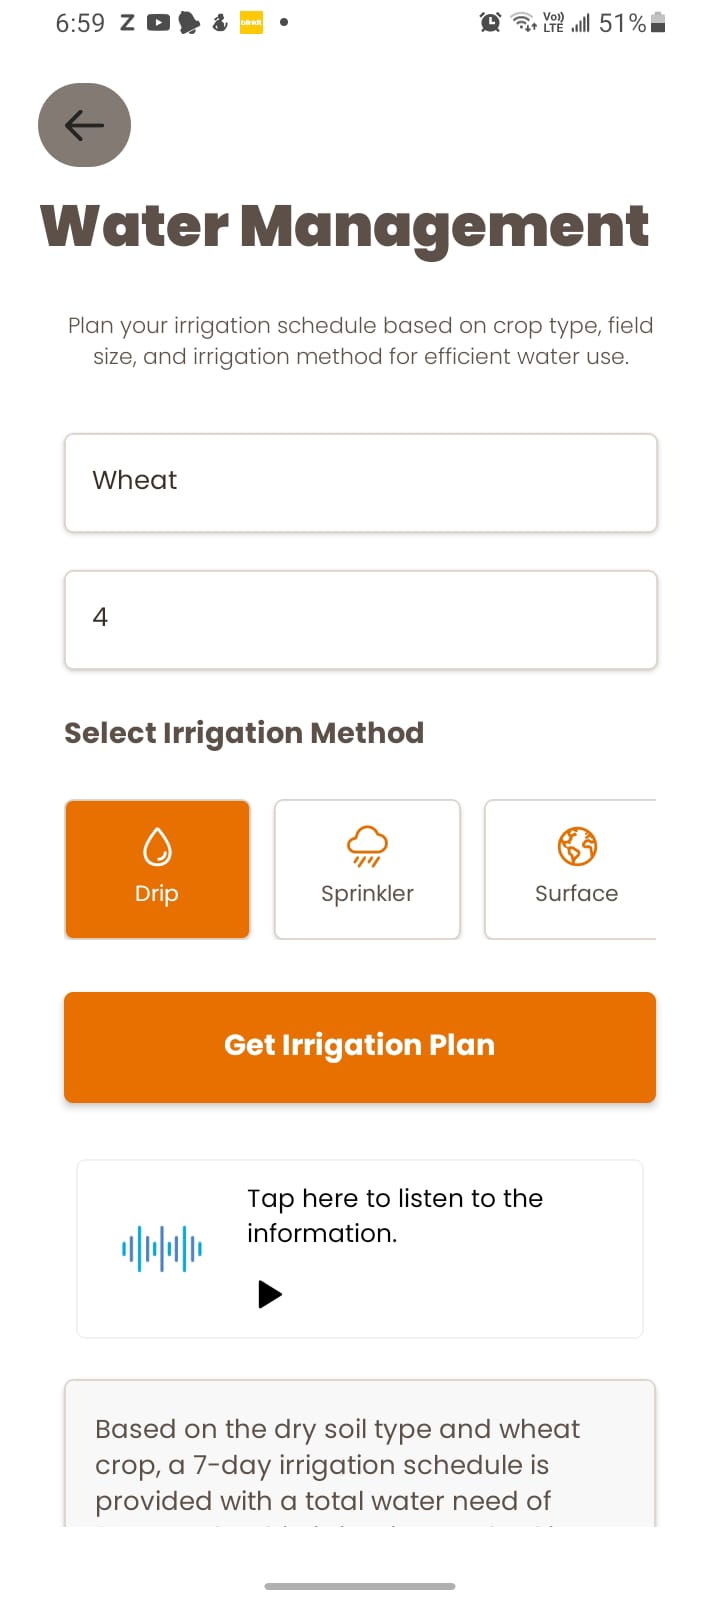 6:59 Z blinkit Vo)) LTE 51%
Water Management
Plan your irrigation schedule based on crop type, field
size, and irrigation method for efficient water use.
Wheat
4
Select Irrigation Method
Drip Sprinkler Surface
Get Irrigation Plan
Tap here to listen to the
information.
Based on the dry soil type and wheat
crop, a 7-day irrigation schedule is
provided with a total water need of